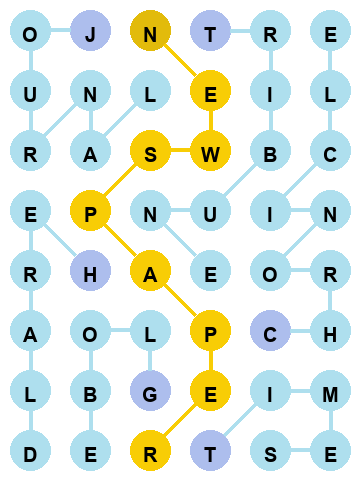 O J N T R E
U N L E I L
R A S W B C
E P N U I N
R H A E O R
A O L P C H
L B G E I M
D E R T S E